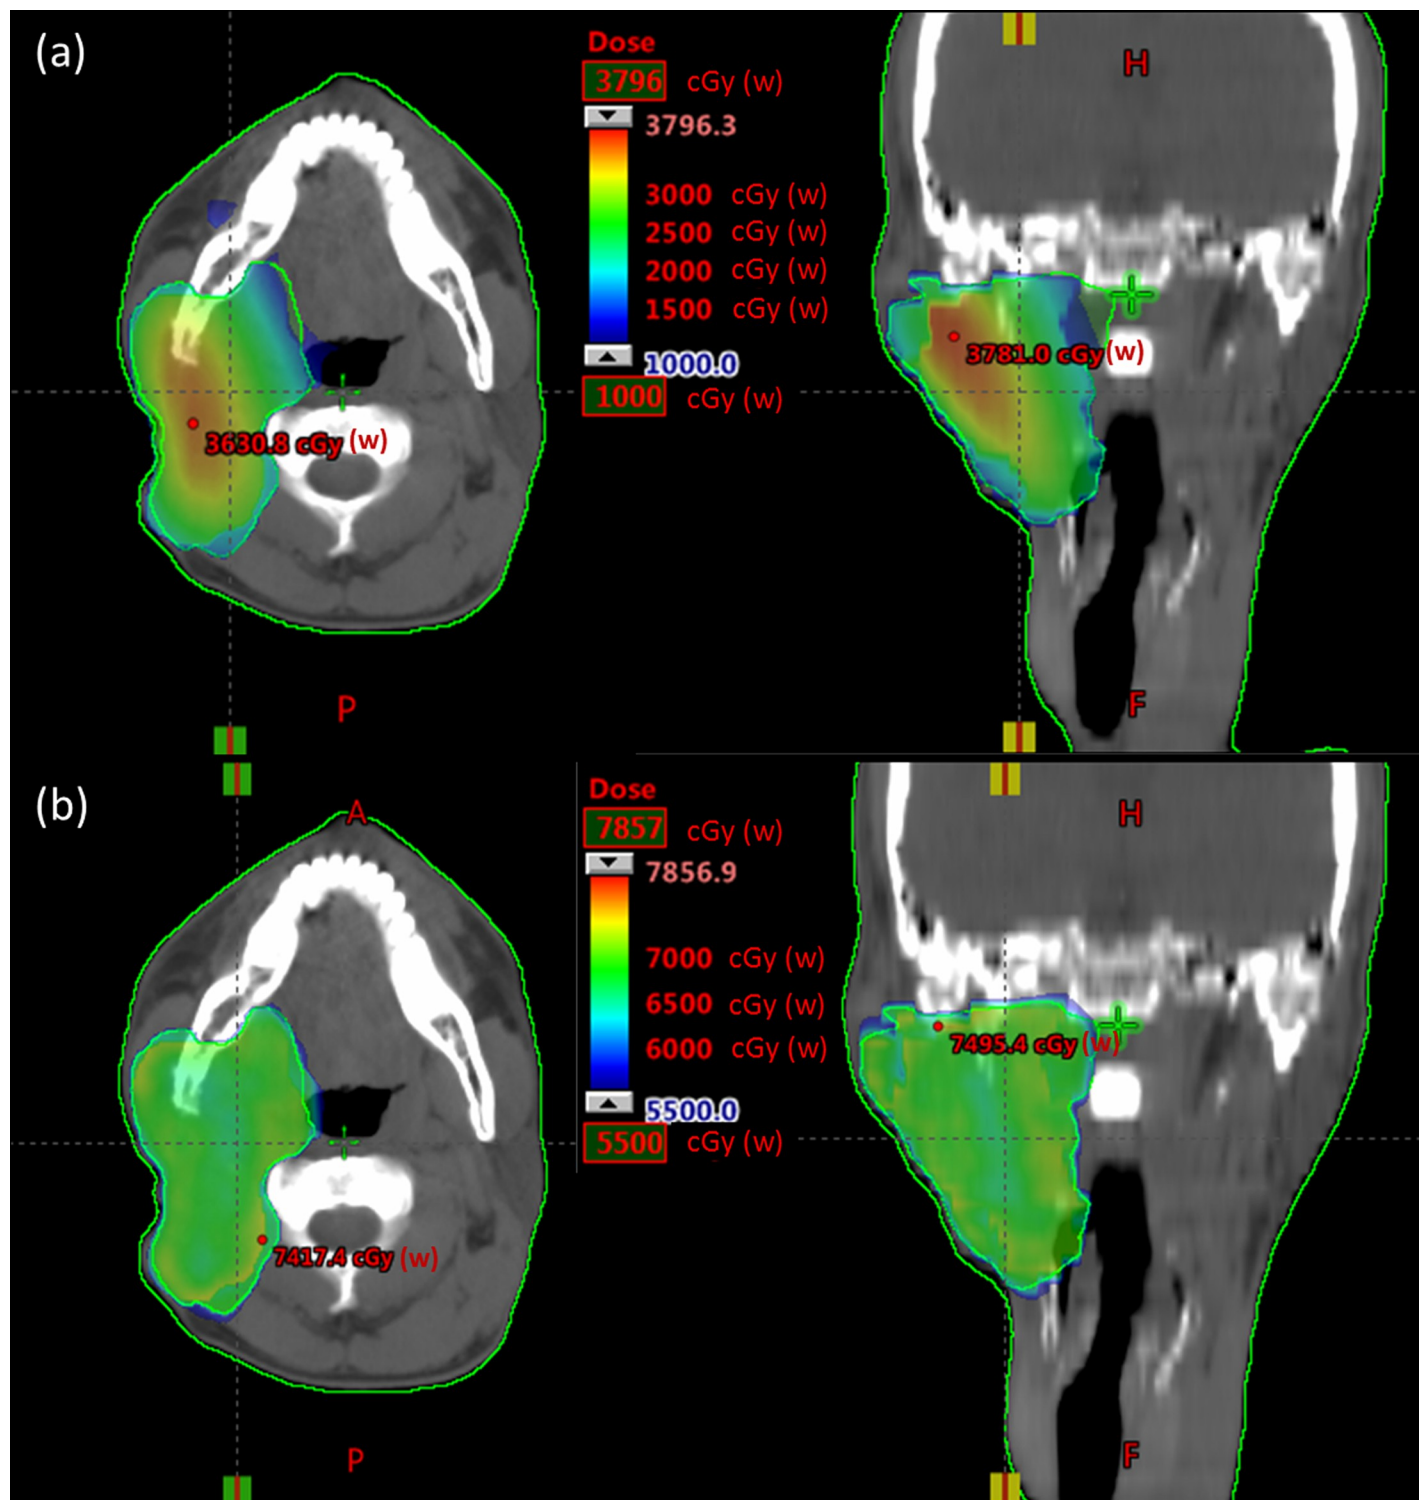 (a)
Dose
3796 cGy (w)
3796.3
3000 cGy (w)
2500 cGy (w)
2000 cGy (w)
1500 cGy (w)
1000.0
1000 cGy (w)
3630.8 cGy (w)
P
H
3781.0 cGy (w)
F
(b)
A
Dose
7857 cGy (w)
7856.9
7000 cGy (w)
6500 cGy (w)
6000 cGy (w)
5500.0
5500 cGy (w)
7417.4 cGy (w)
P
H
7495.4 cGy (w)
F